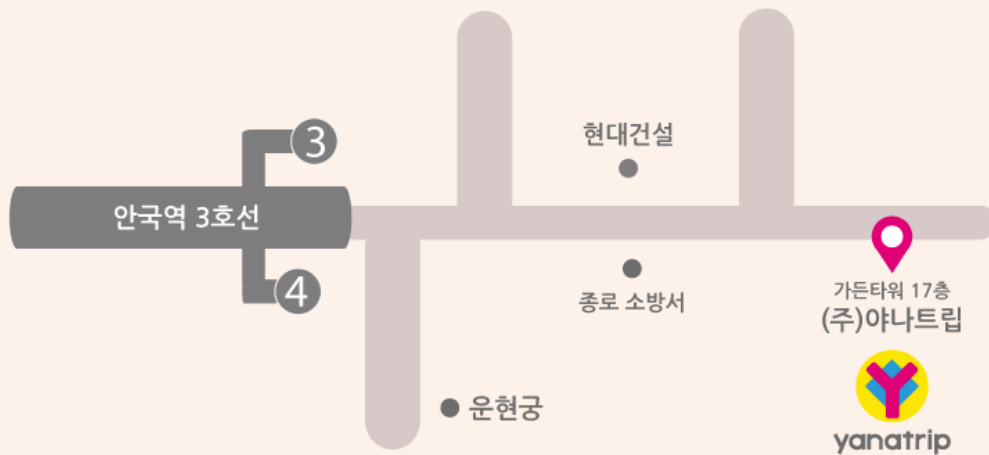 3
현대건설
안국역 3호선
4
종로 소방서
가든타워 17층
(주)야나트립
운현궁
yanatrip